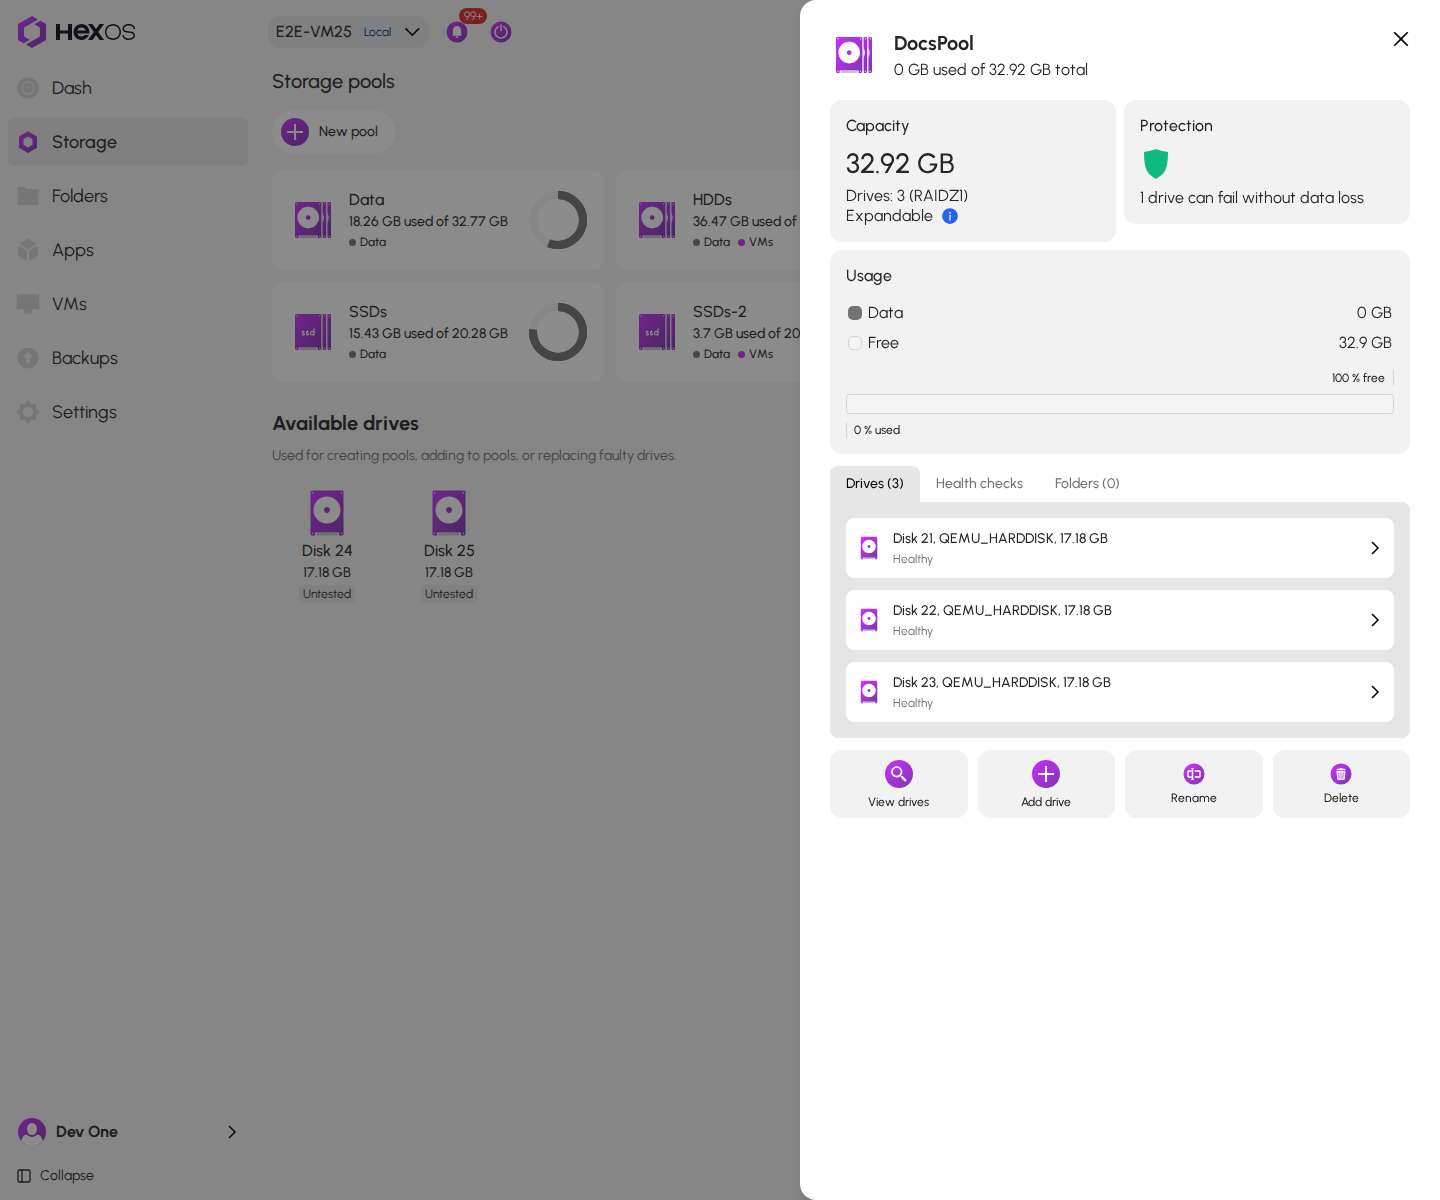 HEXOS
E2E-VM25 Local
99+
Dash
Storage
Folders
Apps
VMs
Backups
Settings
Dev One
Collapse
Storage pools
New pool
Data
18.26 GB used of 32.77 GB
Data
HDDs
36.47 GB used of
Data VMs
SSDs
15.43 GB used of 20.28 GB
Data
ssd
SSDs-2
3.7 GB used of 20
Data VMs
ssd
Available drives
Used for creating pools, adding to pools, or replacing faulty drives.
Disk 24
17.18 GB
Untested
Disk 25
17.18 GB
Untested
DocsPool
0 GB used of 32.92 GB total
Capacity
32.92 GB
Drives: 3 (RAIDZ1)
Expandable
Protection
1 drive can fail without data loss
Usage
Data 0 GB
Free 32.9 GB
100 % free
0 % used
Drives (3) Health checks Folders (0)
Disk 21, QEMU_HARDDISK, 17.18 GB
Healthy
Disk 22, QEMU_HARDDISK, 17.18 GB
Healthy
Disk 23, QEMU_HARDDISK, 17.18 GB
Healthy
View drives
Add drive
Rename
Delete